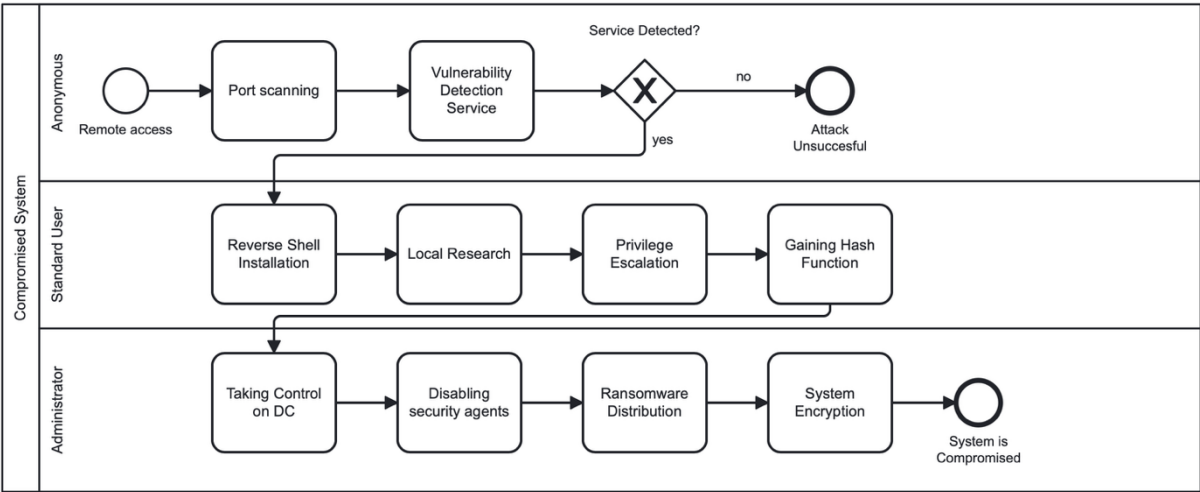 Compromised System
Anonymous
Remote access
Port scanning
Vulnerability
Detection
Service
Service Detected?
X
no
yes
Attack
Unsuccesful
Standard User
Reverse Shell
Installation
Local Research
Privilege
Escalation
Gaining Hash
Function
Administrator
Taking Control
on DC
Disabling
security agents
Ransomware
Distribution
System
Encryption
System is
Compromised